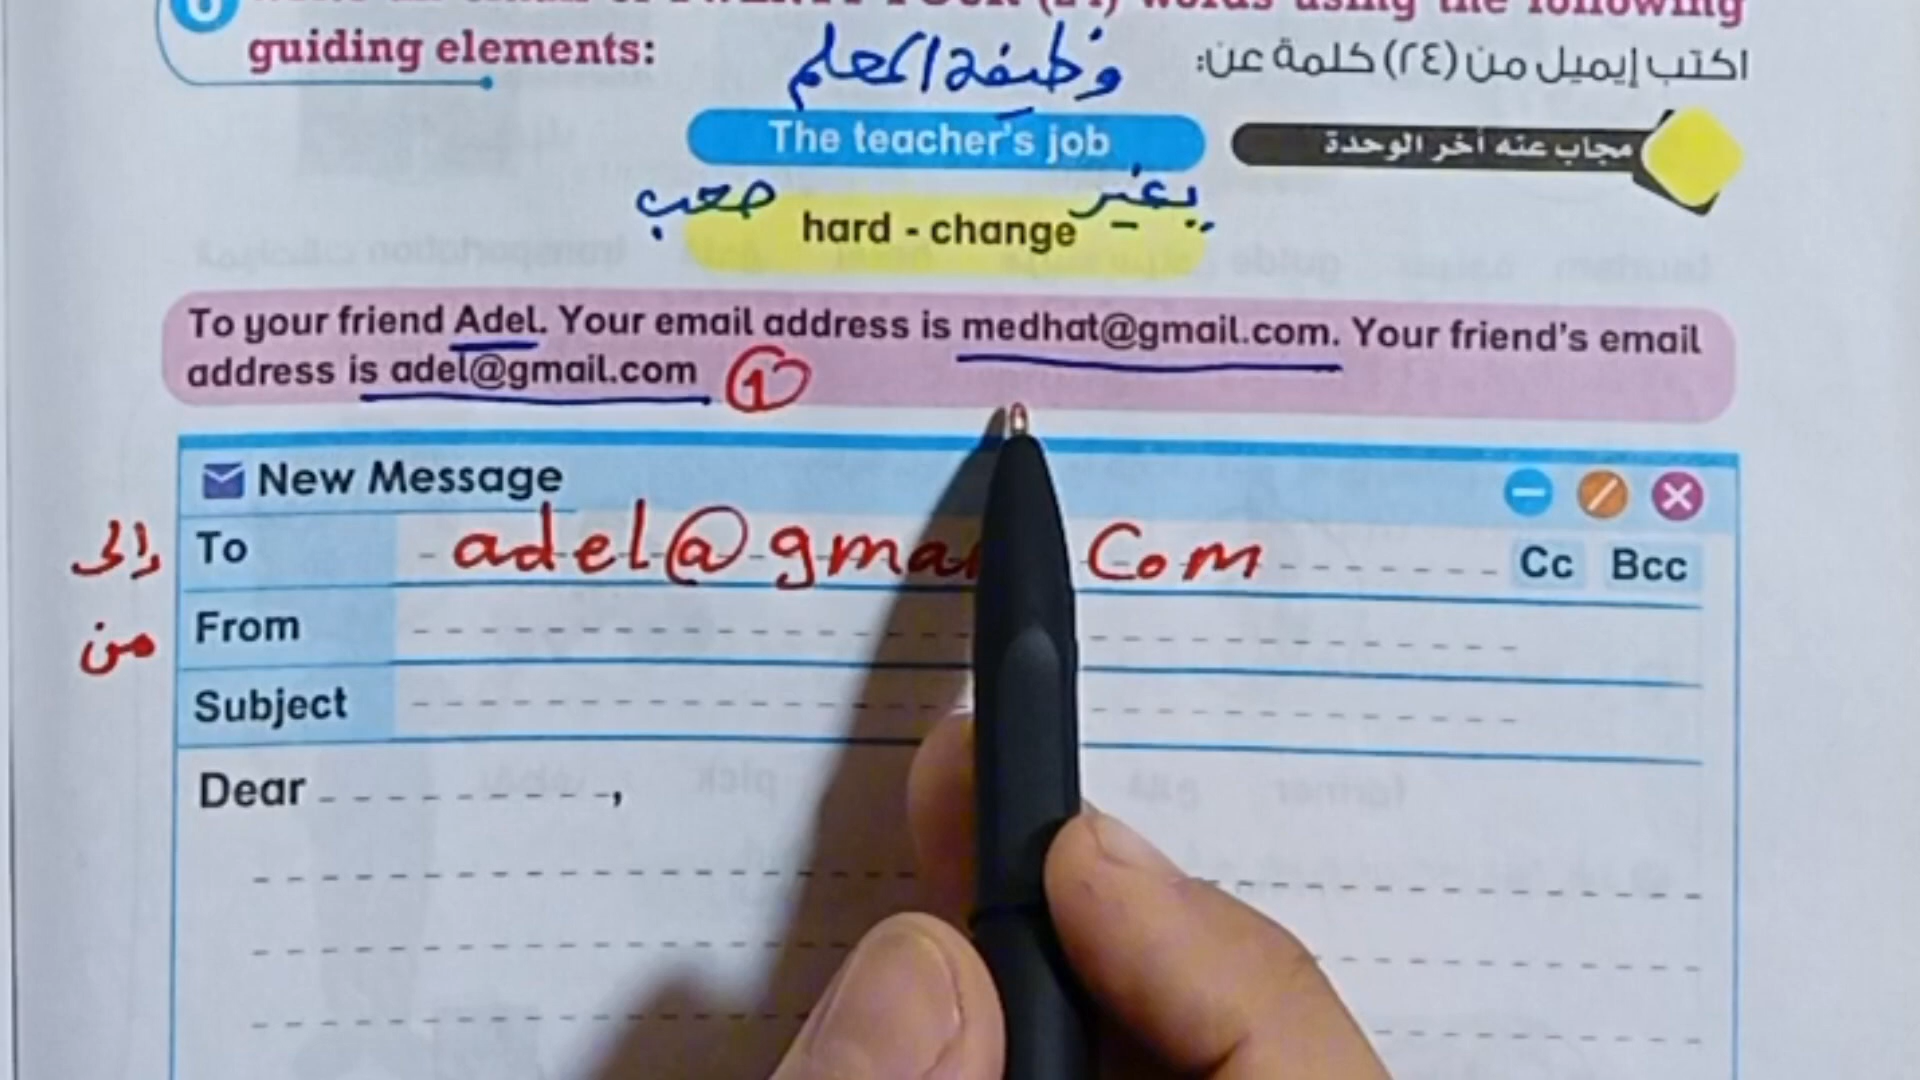 guiding elements:
اكتب إيميل من (٢٤) كلمة عن:
وظيفة المعلم
The teacher's job
مجاب عنه آخر الوحدة
صعب
يغير
hard - change
To your friend Adel. Your email address is medhat@gmail.com. Your friend's email
address is adel@gmail.com
1
New Message
إلى
To
adel@gma
Com
Cc Bcc
من
From
Subject
Dear ,